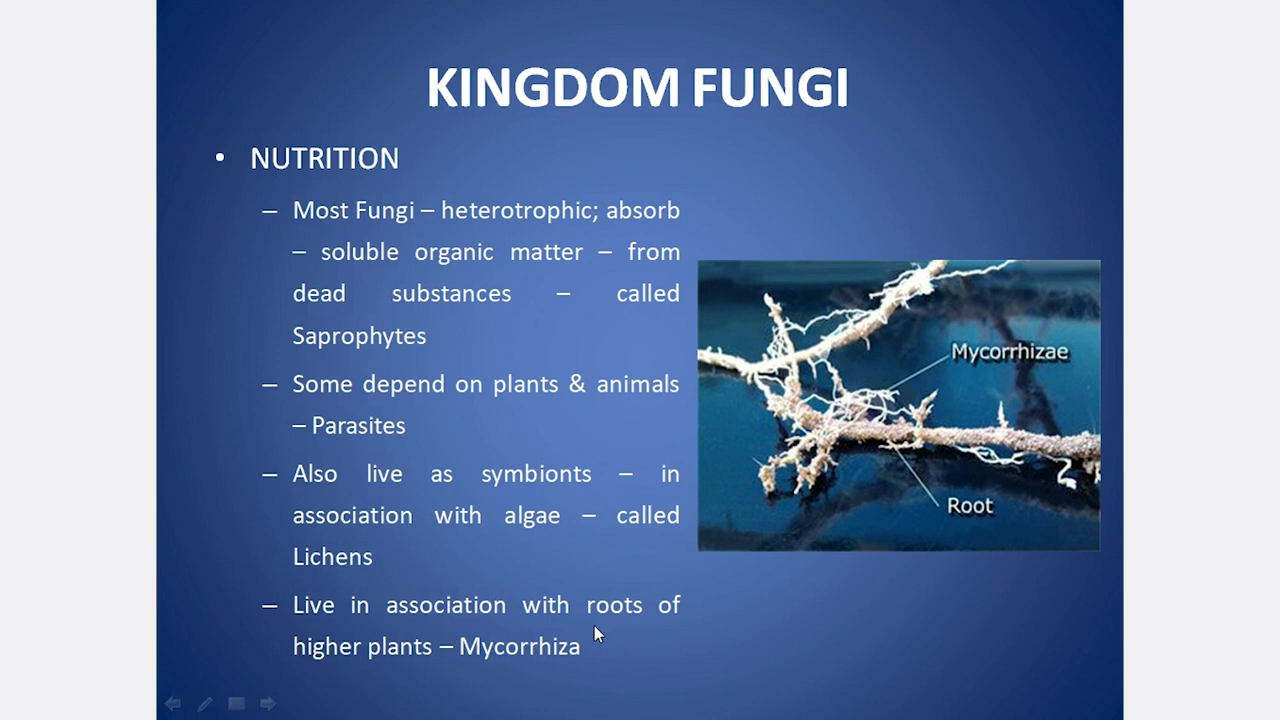 KINGDOM FUNGI
• NUTRITION
– Most Fungi – heterotrophic; absorb
– soluble organic matter – from
dead substances – called
Saprophytes
– Some depend on plants & animals
– Parasites
– Also live as symbionts – in
association with algae – called
Lichens
– Live in association with roots of
higher plants – Mycorrhiza
Mycorrhizae
Root